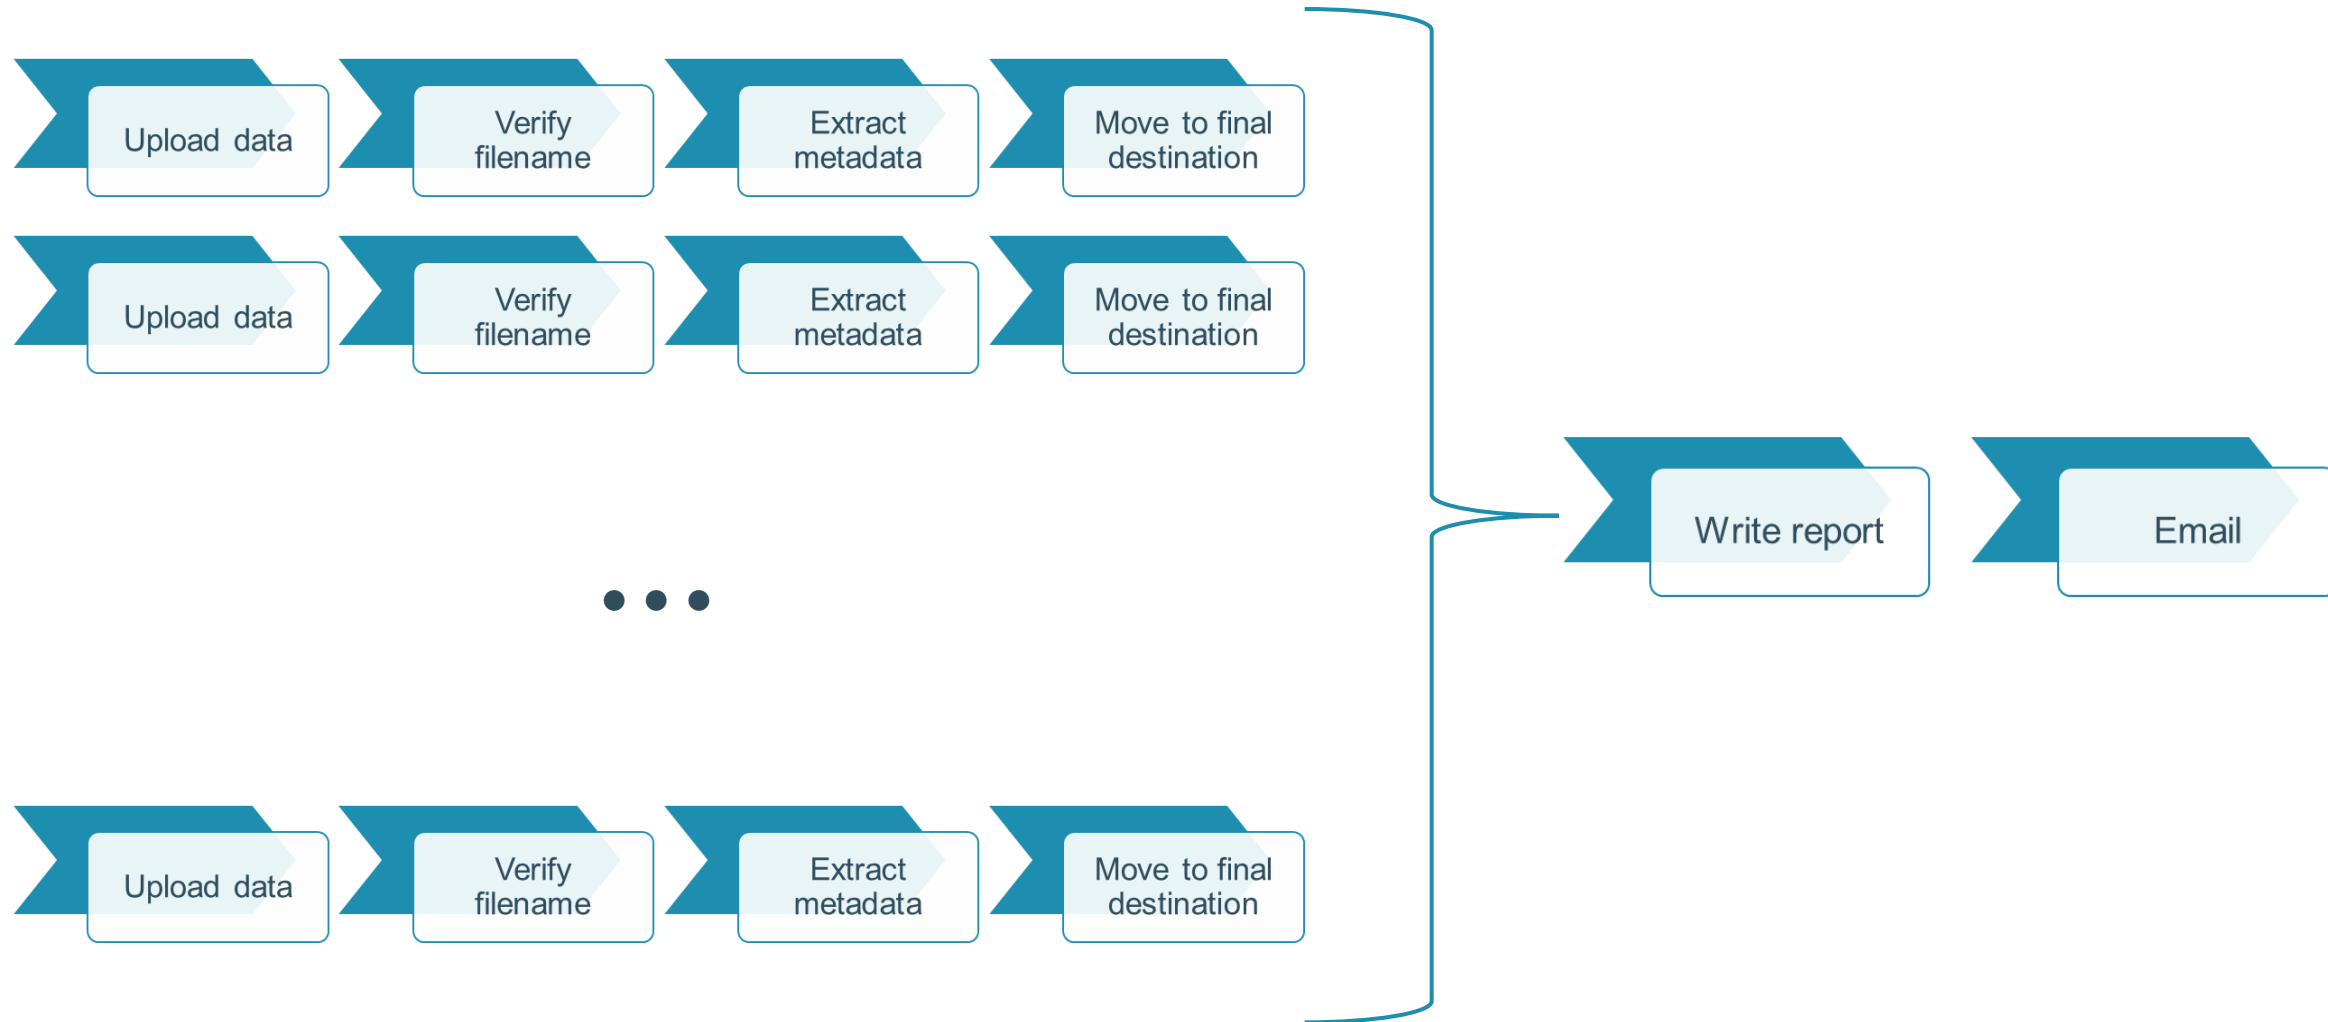 Upload data
Verify
filename
Extract
metadata
Move to final
destination
Upload data
Verify
filename
Extract
metadata
Move to final
destination
Write report
Email
...
Upload data
Verify
filename
Extract
metadata
Move to final
destination